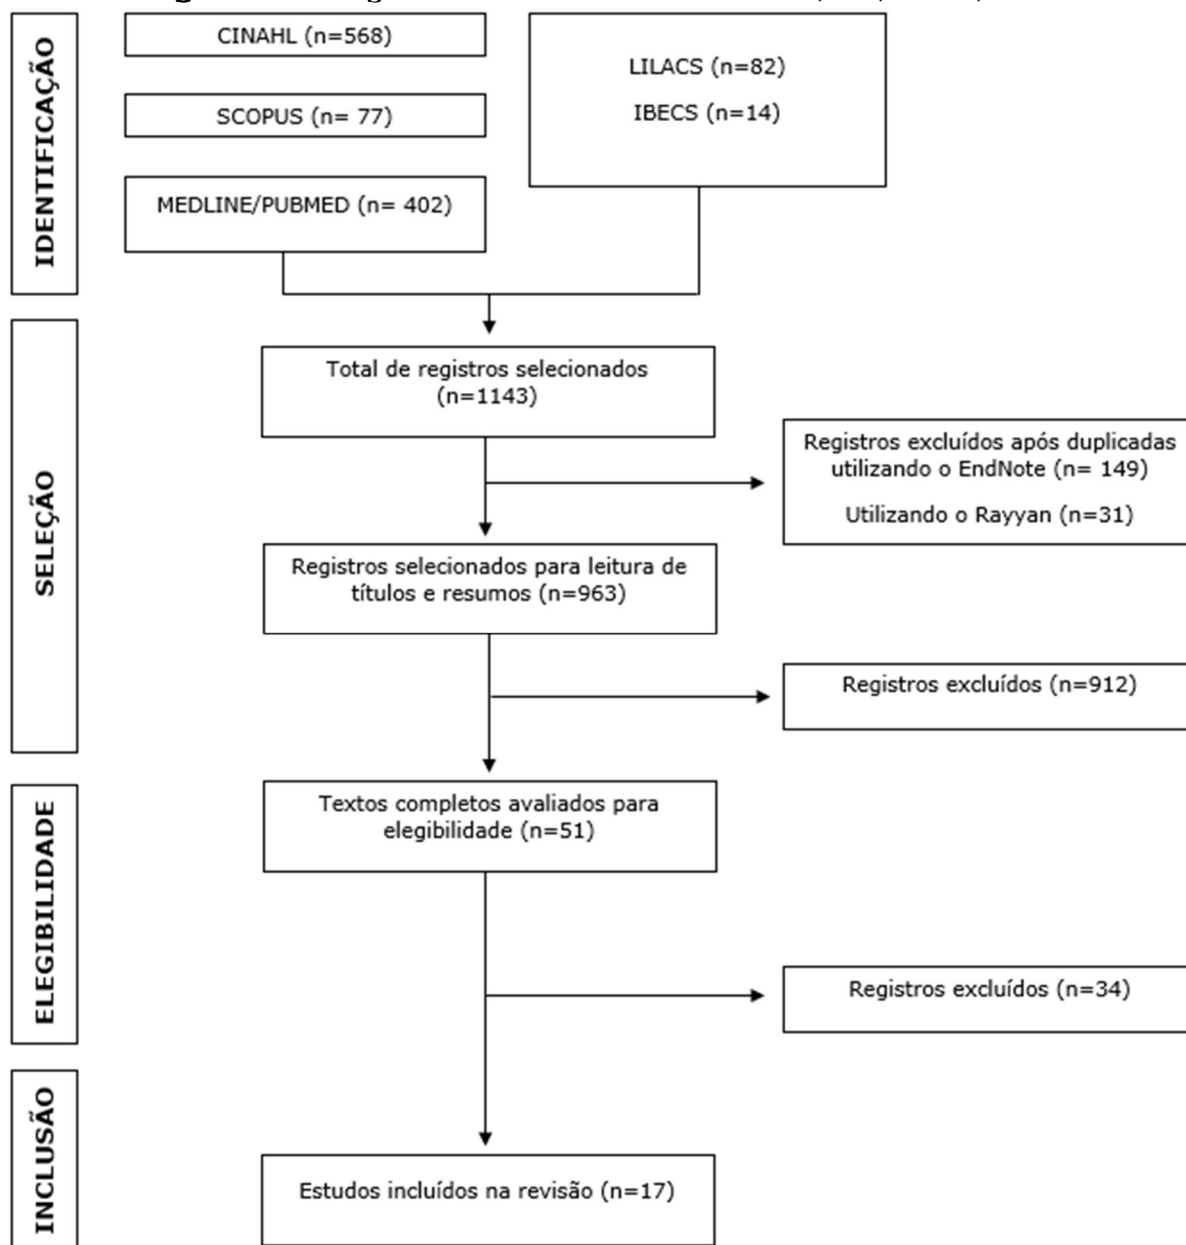 IDENTIFICAÇÃO
CINAHL (n=568)
SCOPUS (n= 77)
MEDLINE/PUBMED (n= 402)
LILACS (n=82)
IBECS (n=14)
SELEÇÃO
Total de registros selecionados
(n=1143)
Registros excluídos após duplicadas
utilizando o EndNote (n= 149)
Utilizando o Rayyan (n=31)
Registros selecionados para leitura de
títulos e resumos (n=963)
Registros excluídos (n=912)
ELEGIBILIDADE
Textos completos avaliados para
elegibilidade (n=51)
Registros excluídos (n=34)
INCLUSÃO
Estudos incluídos na revisão (n=17)